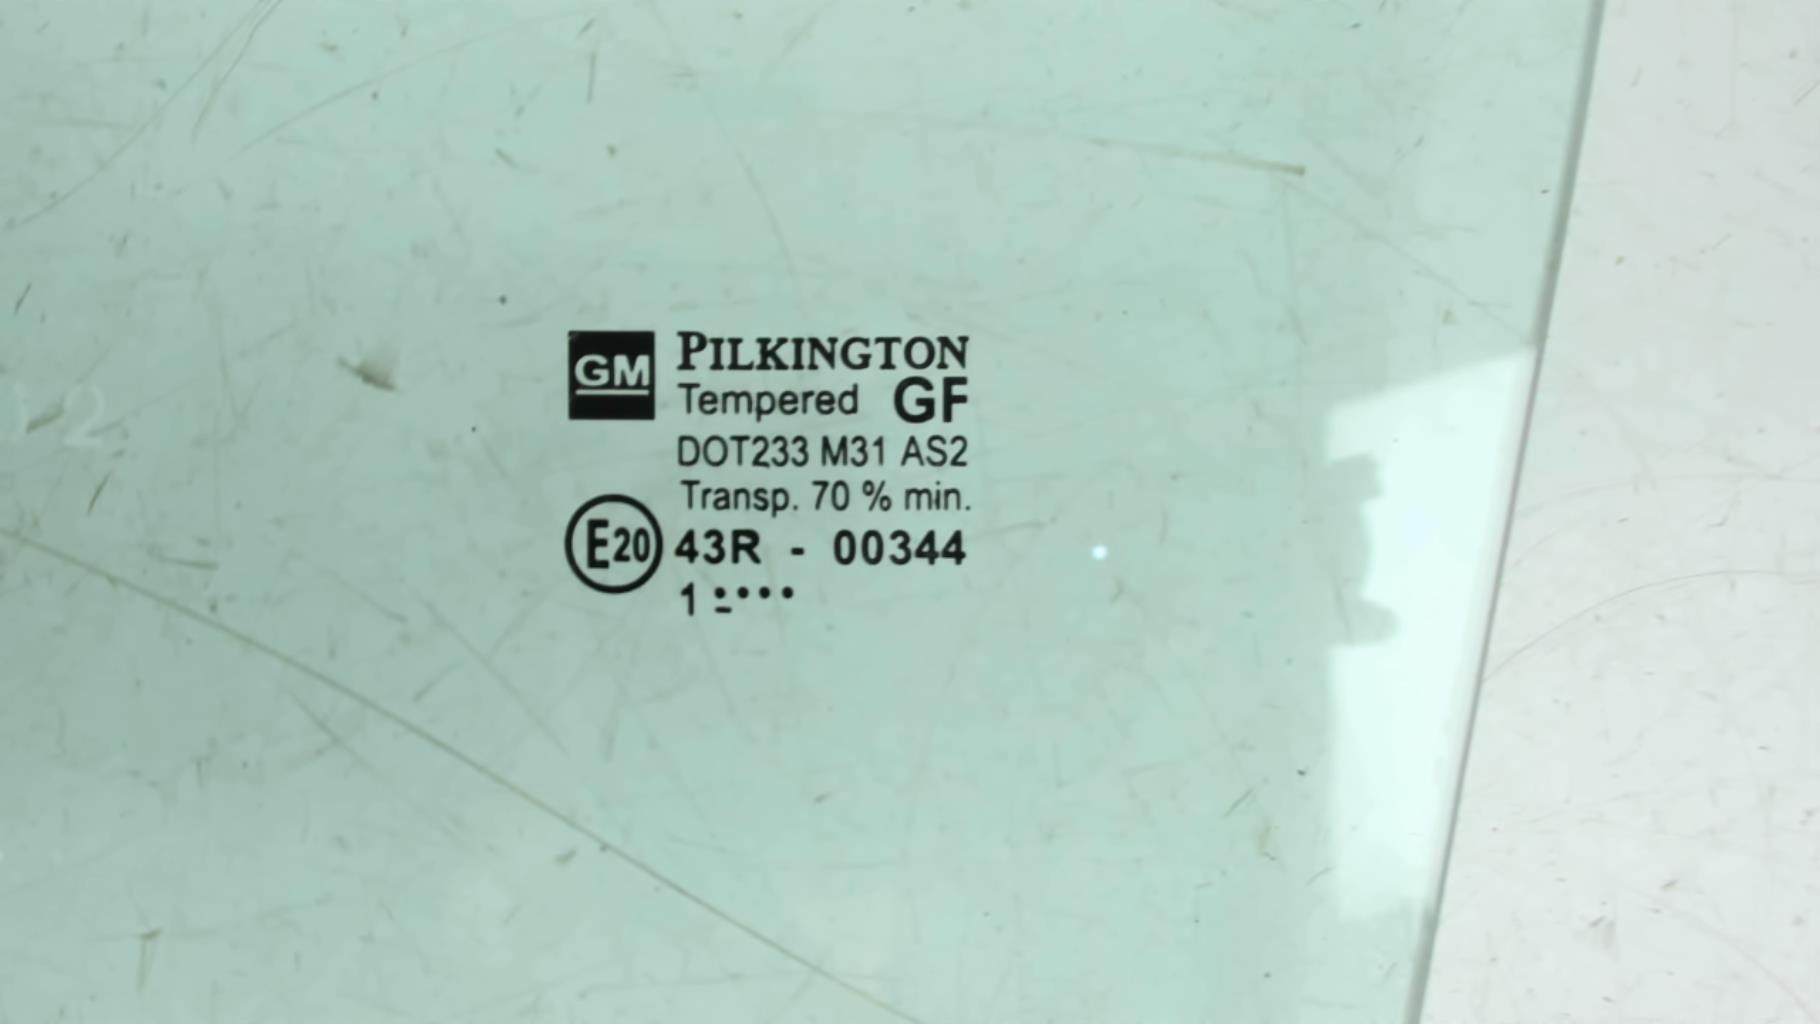 GM PILKINGTON
Tempered GF
DOT233 M31 AS2
Transp. 70 % min.
E20 43R - 00344
1 ••••